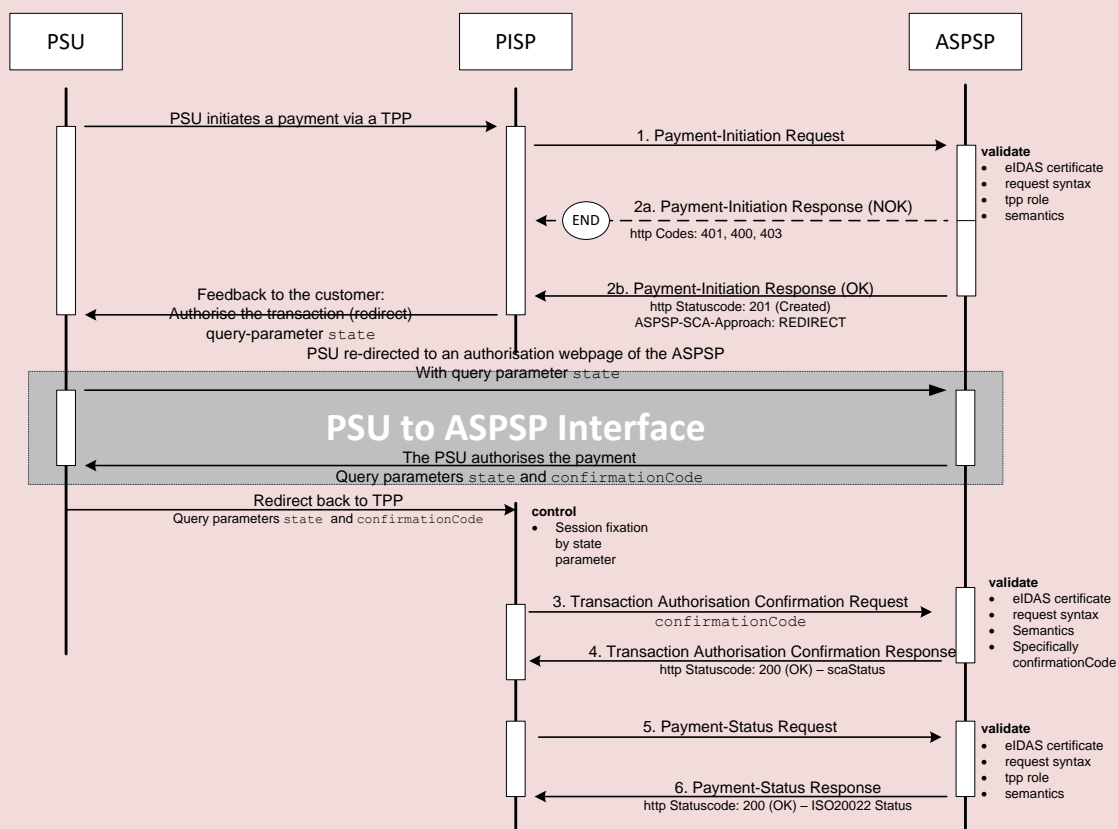 PSU
PISP
ASPSP
PSU initiates a payment via a TPP
1. Payment-Initiation Request
validate
• eIDAS certificate
• request syntax
• tpp role
• semantics
2a. Payment-Initiation Response (NOK)
END
http Codes: 401, 400, 403
2b. Payment-Initiation Response (OK)
http Statuscode: 201 (Created)
ASPSP-SCA-Approach: REDIRECT
Feedback to the customer:
Authorise the transaction (redirect)
query-parameter state
PSU re-directed to an authorisation webpage of the ASPSP
With query parameter state
PSU to ASPSP Interface
The PSU authorises the payment
Query parameters state and confirmationCode
Redirect back to TPP
Query parameters state and confirmationCode
control
• Session fixation
by state
parameter
3. Transaction Authorisation Confirmation Request
confirmationCode
validate
• eIDAS certificate
• request syntax
• Semantics
• Specifically
confirmationCode
4. Transaction Authorisation Confirmation Response
http Statuscode: 200 (OK) – scaStatus
5. Payment-Status Request
validate
• eIDAS certificate
• request syntax
• tpp role
• semantics
6. Payment-Status Response
http Statuscode: 200 (OK) – ISO20022 Status